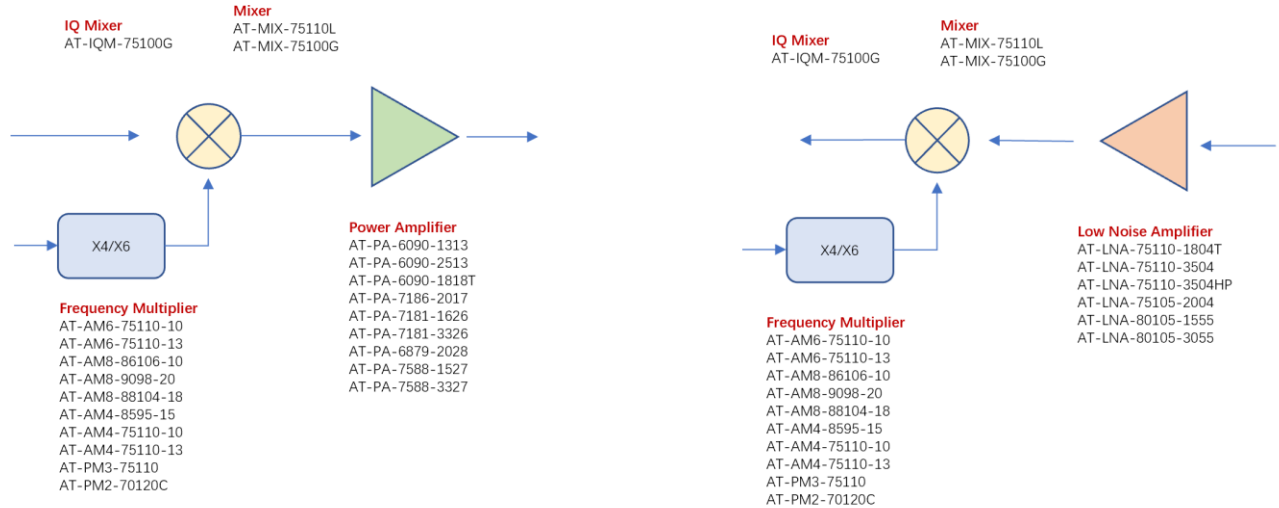 IQ Mixer
AT-IQM-75100G
Mixer
AT-MIX-75110L
AT-MIX-75100G
X4/X6
Frequency Multiplier
AT-AM6-75110-10
AT-AM6-75110-13
AT-AM8-86106-10
AT-AM8-9098-20
AT-AM8-88104-18
AT-AM4-8595-15
AT-AM4-75110-10
AT-AM4-75110-13
AT-PM3-75110
AT-PM2-70120C
Power Amplifier
AT-PA-6090-1313
AT-PA-6090-2513
AT-PA-6090-1818T
AT-PA-7186-2017
AT-PA-7181-1626
AT-PA-7181-3326
AT-PA-6879-2028
AT-PA-7588-1527
AT-PA-7588-3327
IQ Mixer
AT-IQM-75100G
Mixer
AT-MIX-75110L
AT-MIX-75100G
X4/X6
Frequency Multiplier
AT-AM6-75110-10
AT-AM6-75110-13
AT-AM8-86106-10
AT-AM8-9098-20
AT-AM8-88104-18
AT-AM4-8595-15
AT-AM4-75110-10
AT-AM4-75110-13
AT-PM3-75110
AT-PM2-70120C
Low Noise Amplifier
AT-LNA-75110-1804T
AT-LNA-75110-3504
AT-LNA-75110-3504HP
AT-LNA-75105-2004
AT-LNA-80105-1555
AT-LNA-80105-3055